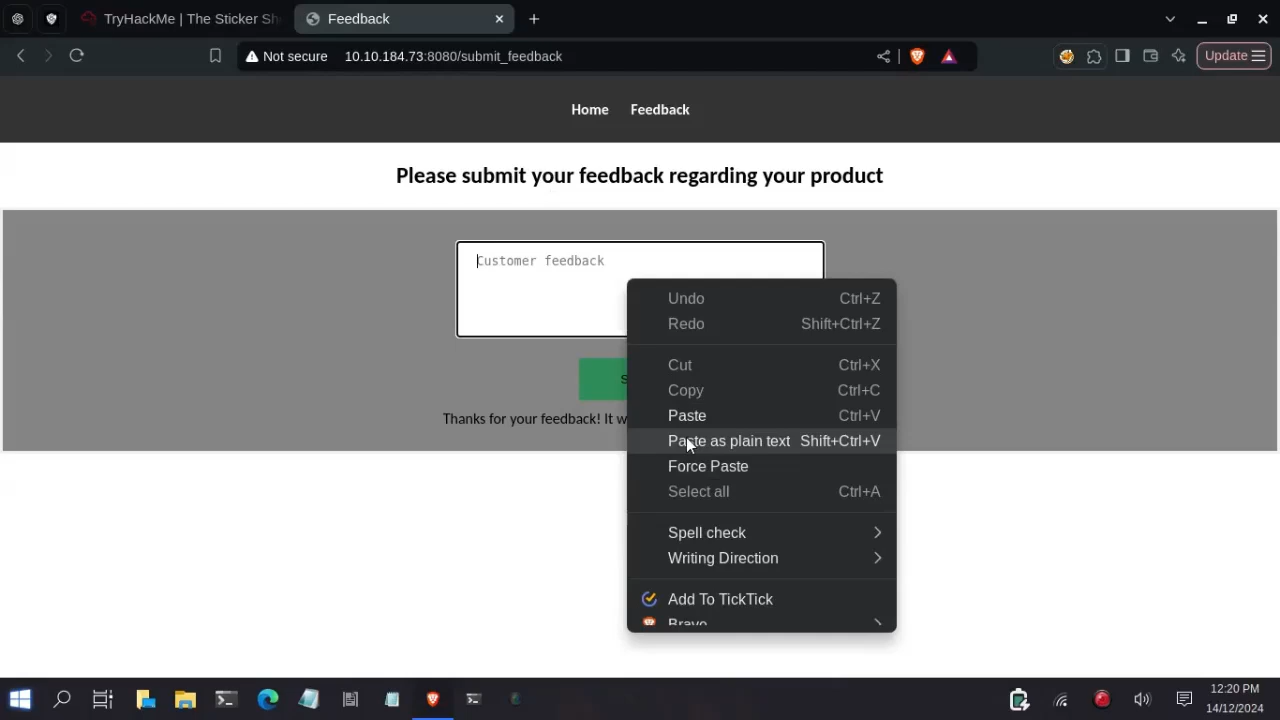 TryHackMe | The Sticker Sh
Feedback
Not secure 10.10.184.73:8080/submit_feedback
Update
Home Feedback
Please submit your feedback regarding your product
Customer feedback
Thanks for your feedback! It
Undo Ctrl+Z
Redo Shift+Ctrl+Z
Cut Ctrl+X
Copy Ctrl+C
Paste Ctrl+V
Paste as plain text Shift+Ctrl+V
Force Paste
Select all Ctrl+A
Spell check
Writing Direction
Add To TickTick
Brave
12:20 PM
14/12/2024